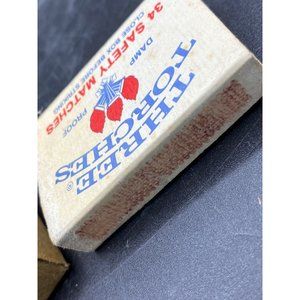 THREE
TORCHES®
DAMP PROOF
34 SAFETY MATCHES
CLOSE BOX BEFORE STRIKING